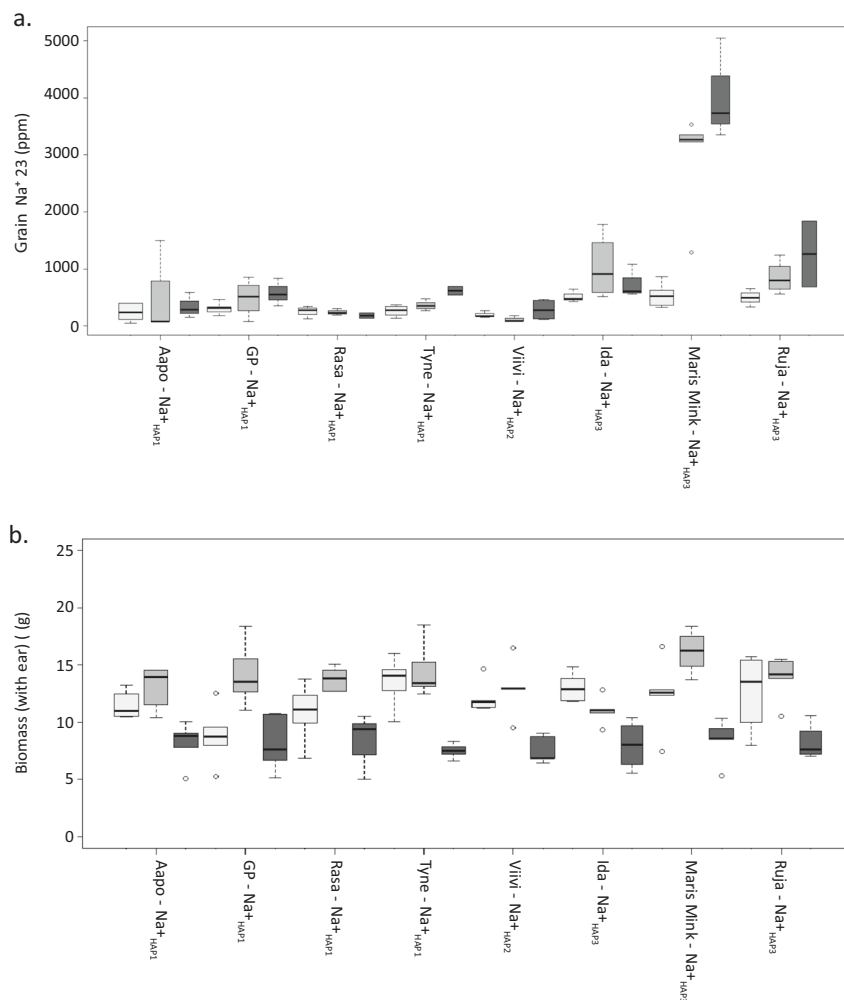 a.
Grain Na⁺ 23 (ppm)
5000
4000
3000
2000
1000
0
Aapo - Na+HAP1
GP - Na+HAP1
Rasa - Na+HAP1
Tyne - Na+HAP1
Viivi - Na+HAP2
Ida - Na+HAP3
Maris Mink - Na+HAP3
Ruja - Na+HAP3
b.
Biomass (with ear) ( (g)
25
20
15
10
5
0
Aapo - Na+HAP1
GP - Na+HAP1
Rasa - Na+HAP1
Tyne - Na+HAP1
Viivi - Na+HAP2
Ida - Na+HAP3
Maris Mink - Na+HAP3
Ruja - Na+HAP3